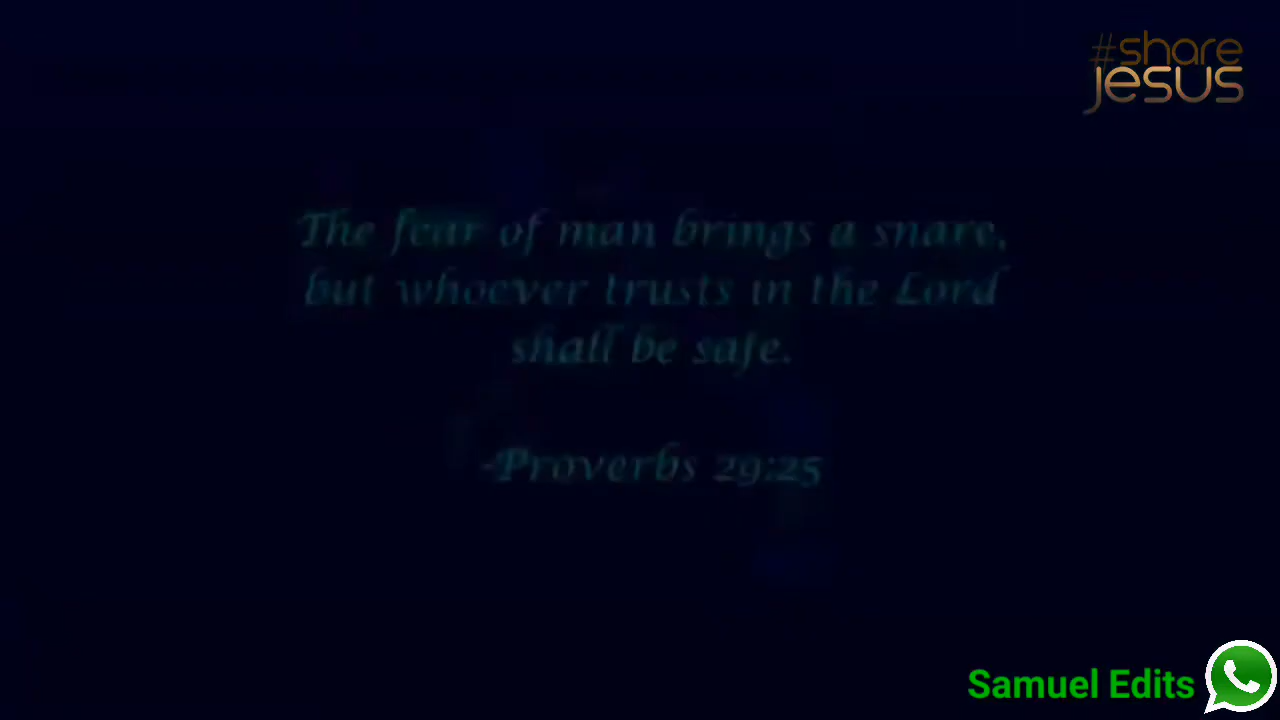 #share
Jesus
The fear of man brings a snare,
but whoever trusts in the Lord
shall be safe.
-Proverbs 29:25
Samuel Edits